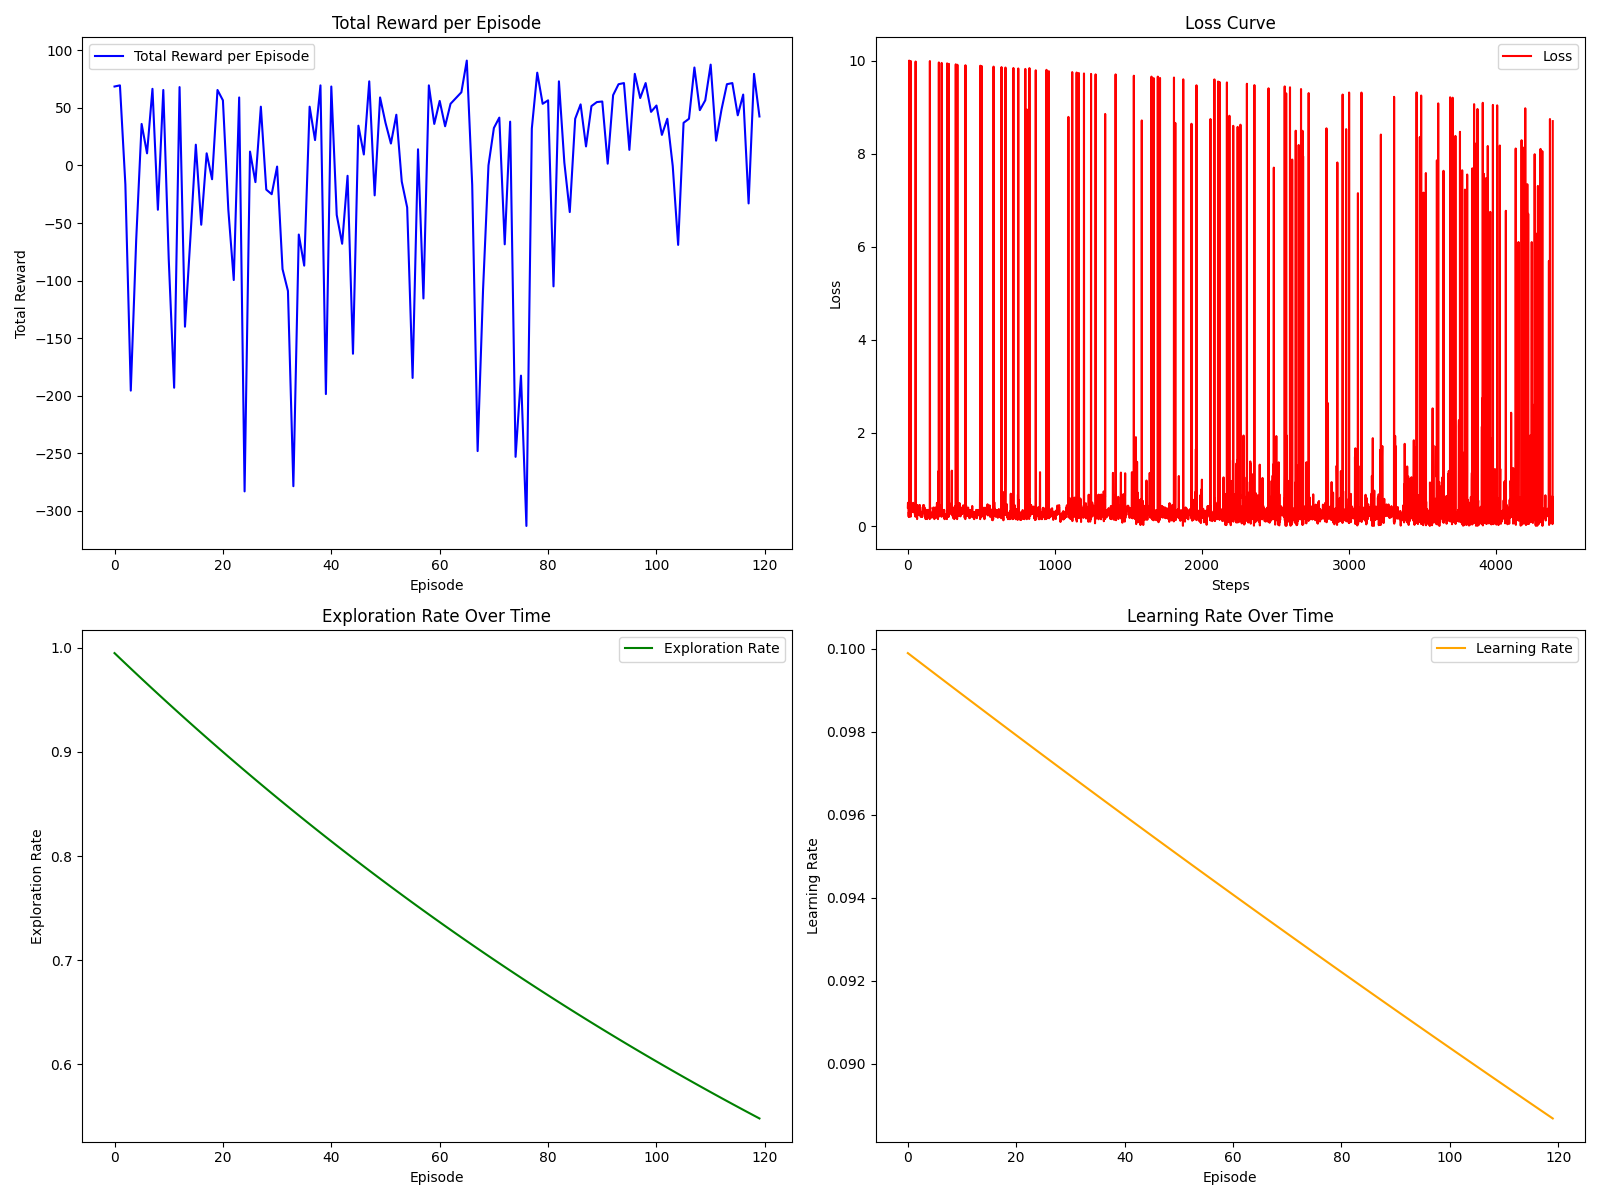 Total Reward per Episode
Total Reward per Episode
100
50
0
−50
−100
−150
−200
−250
−300
Total Reward
0 20 40 60 80 100 120
Episode
Loss Curve
Loss
10
8
6
4
2
0
Loss
0 1000 2000 3000 4000
Steps
Exploration Rate Over Time
Exploration Rate
1.0
0.9
0.8
0.7
0.6
Exploration Rate
0 20 40 60 80 100 120
Episode
Learning Rate Over Time
Learning Rate
0.100
0.098
0.096
0.094
0.092
0.090
Learning Rate
0 20 40 60 80 100 120
Episode